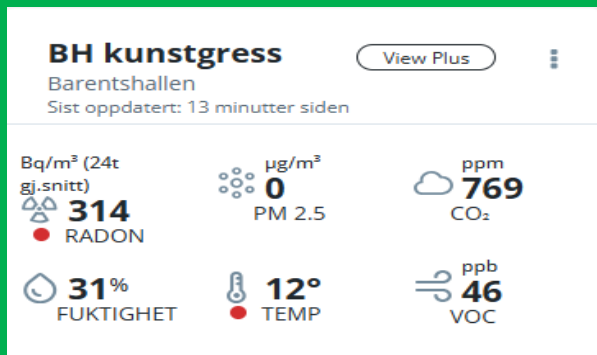 BH kunstgress
View Plus
Barentshallen
Sist oppdatert: 13 minutter siden
Bq/m³ (24t
gj.snitt)
314
RADON
µg/m³
0
PM 2.5
ppm
769
CO₂
31%
FUKTIGHET
12°
TEMP
ppb
46
VOC